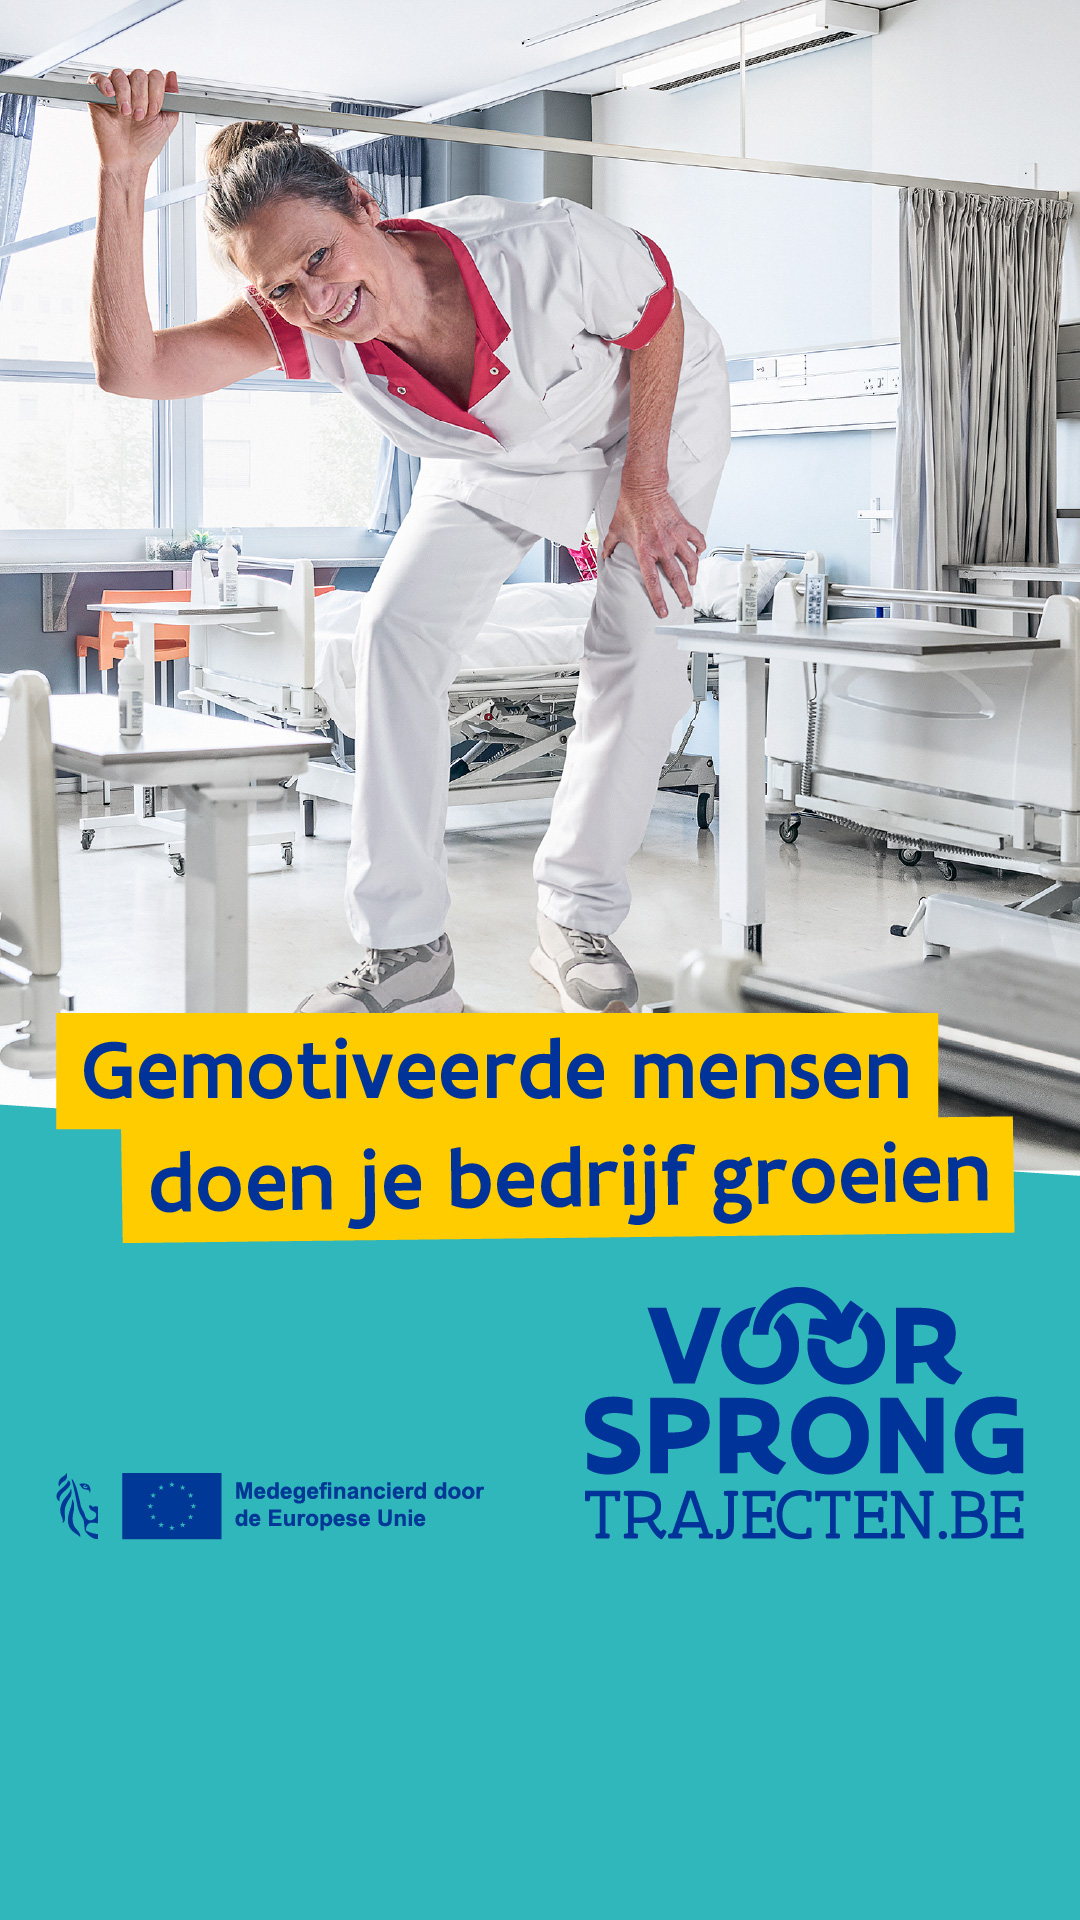 Gemotiveerde mensen
doen je bedrijf groeien
VOOR
SPRONG
TRAJECTEN.BE
Medegefinancierd door
de Europese Unie